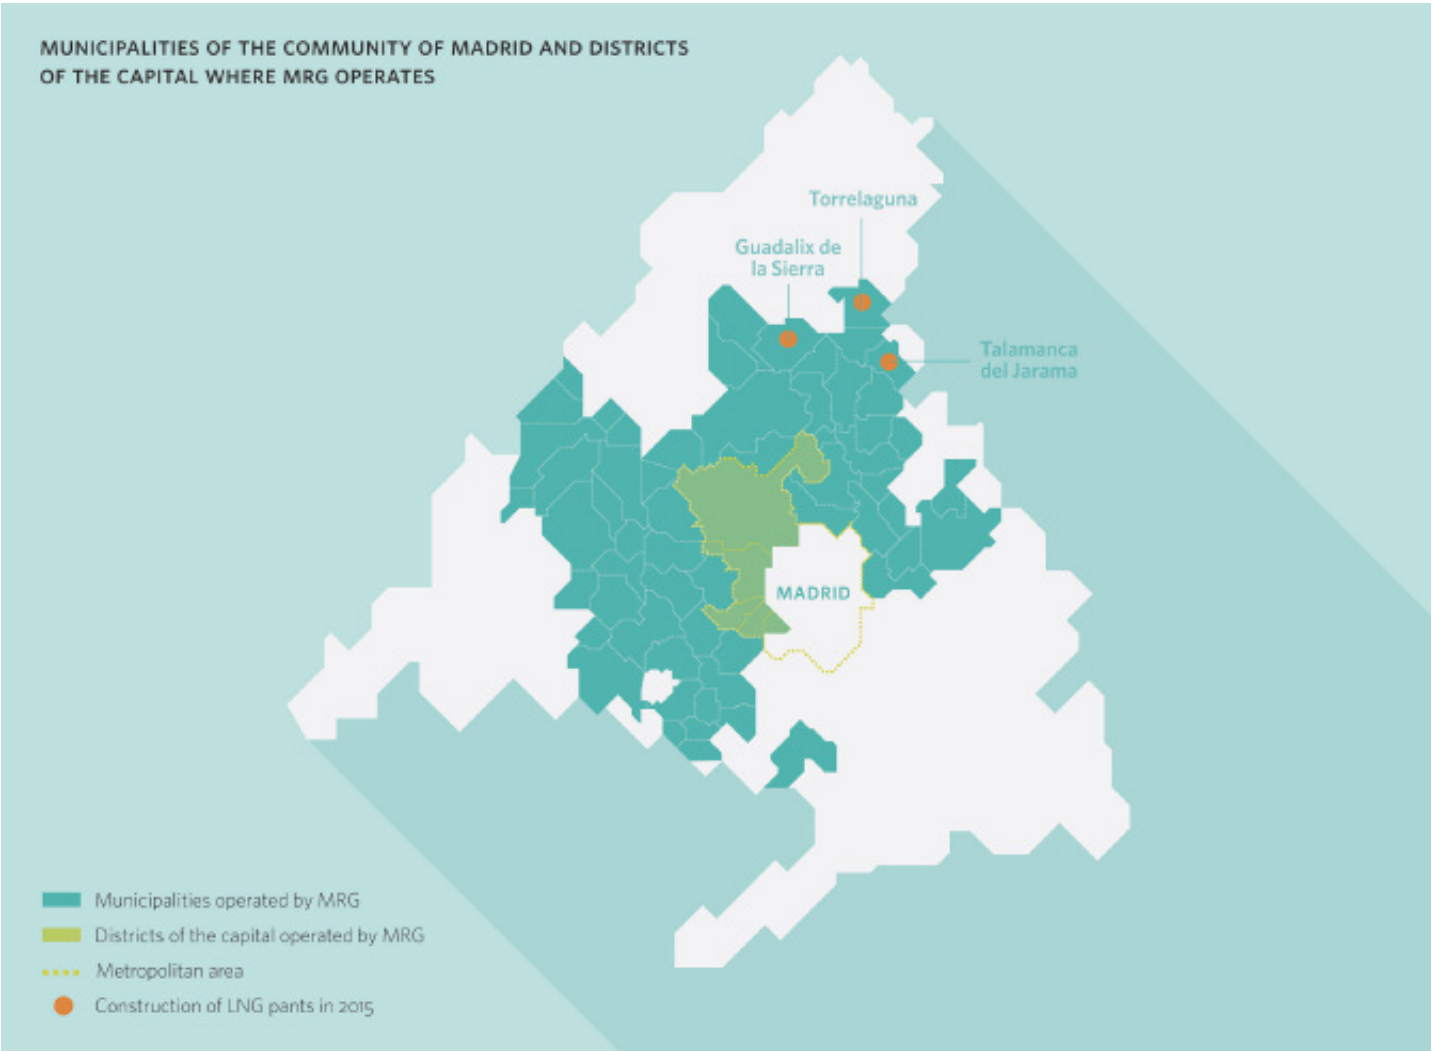 MUNICIPALITIES OF THE COMMUNITY OF MADRID AND DISTRICTS
OF THE CAPITAL WHERE MRG OPERATES
Torrelaguna
Guadalix de
la Sierra
Talamanca
del Jarama
MADRID
Municipalities operated by MRG
Districts of the capital operated by MRG
Metropolitan area
Construction of LNG pants in 2015